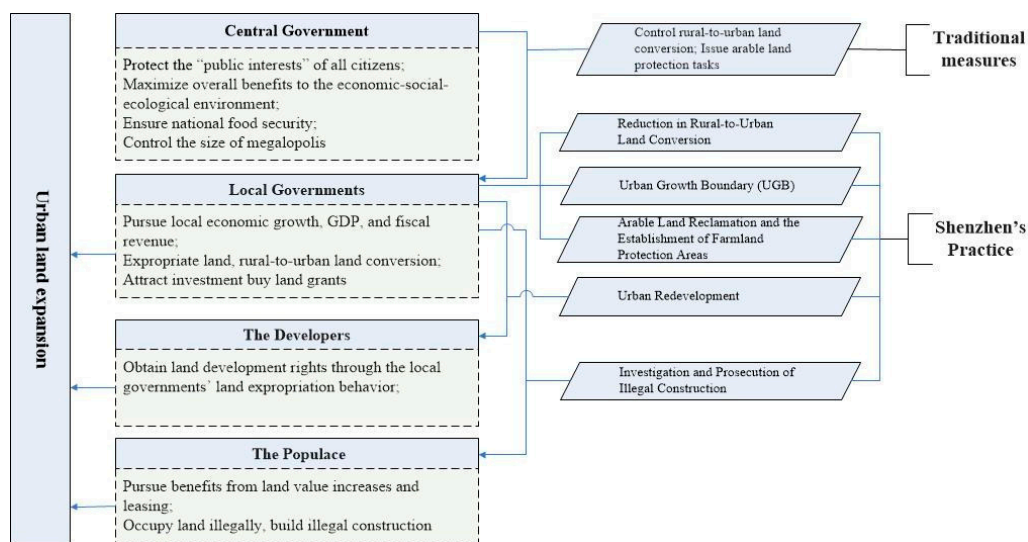 Urban land expansion
Central Government
Protect the “public interests” of all citizens;
Maximize overall benefits to the economic-social-
ecological environment;
Ensure national food security;
Control the size of megalopolis
Local Governments
Pursue local economic growth, GDP, and fiscal
revenue;
Expropriate land, rural-to-urban land conversion;
Attract investment buy land grants
The Developers
Obtain land development rights through the local
governments’ land expropriation behavior;
The Populace
Pursue benefits from land value increases and
leasing;
Occupy land illegally, build illegal construction
Control rural-to-urban land
conversion; Issue arable land
protection tasks
Reduction in Rural-to-Urban
Land Conversion
Urban Growth Boundary (UGB)
Arable Land Reclamation and the
Establishment of Farmland
Protection Areas
Urban Redevelopment
Investigation and Prosecution of
Illegal Construction
Traditional
measures
Shenzhen’s
Practice